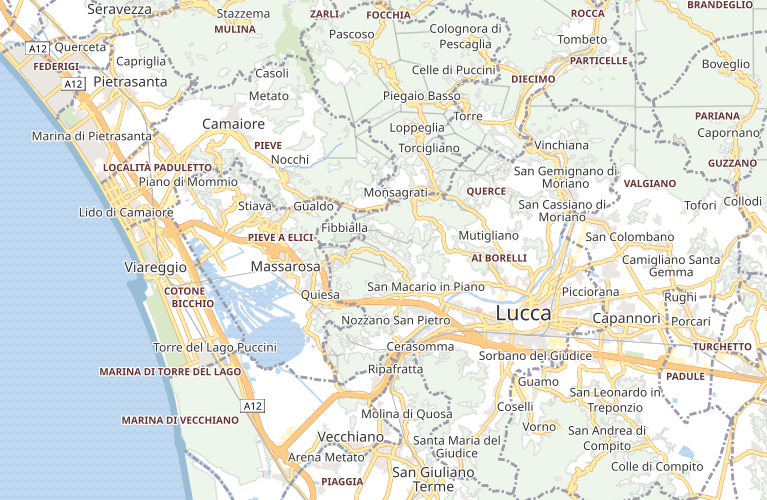 Seravezza
Stazzema
MULINA
ZARLI
FOCCHIA
Pascoso
Colognora di
Pescaglia
ROCCA
Tombeto
BRANDEGLIO
A12
Querceta
FEDERIGI
Capriglia
A12
Pietrasanta
Casoli
Metato
Celle di Puccini
DIECIMO
PARTICELLE
Boveglio
Piegaio Basso
Torre
Loppeglia
Torcigliano
PARIANA
Capornano
Camaiore
Marina di Pietrasanta
PIEVE
Nocchi
Vinchiana
GUZZANO
LOCALITÀ PADULETTO
Piano di Mommio
San Gemignano di
Moriano
VALGIANO
Monsagrati
QUERCE
Collodi
Tofori
Stiava
Gualdo
Lido di Camaiore
San Cassiano di
Moriano
Fibbialla
PIEVE A ELICI
Mutigliano
San Colombano
AI BORELLI
Camigliano Santa
Gemma
Viareggio
Massarosa
San Macario in Piano
Picciorana
Rughi
COTONE
BICCHIO
Quiesa
Nozzano San Pietro
Lucca
Capannori
Porcari
Torre del Lago Puccini
Cerasomma
Sorbano del Giudice
TURCHETTO
MARINA DI TORRE DEL LAGO
Ripafratta
Guamo
PADULE
San Leonardo in
Treponzio
A12
Coselli
MARINA DI VECCHIANO
Molina di Quosa
Vorno
San Andrea di
Compito
Vecchiano
Santa Maria del
Giudice
Arena Metato
Colle di Compito
San Giuliano
Terme
PIAGGIA